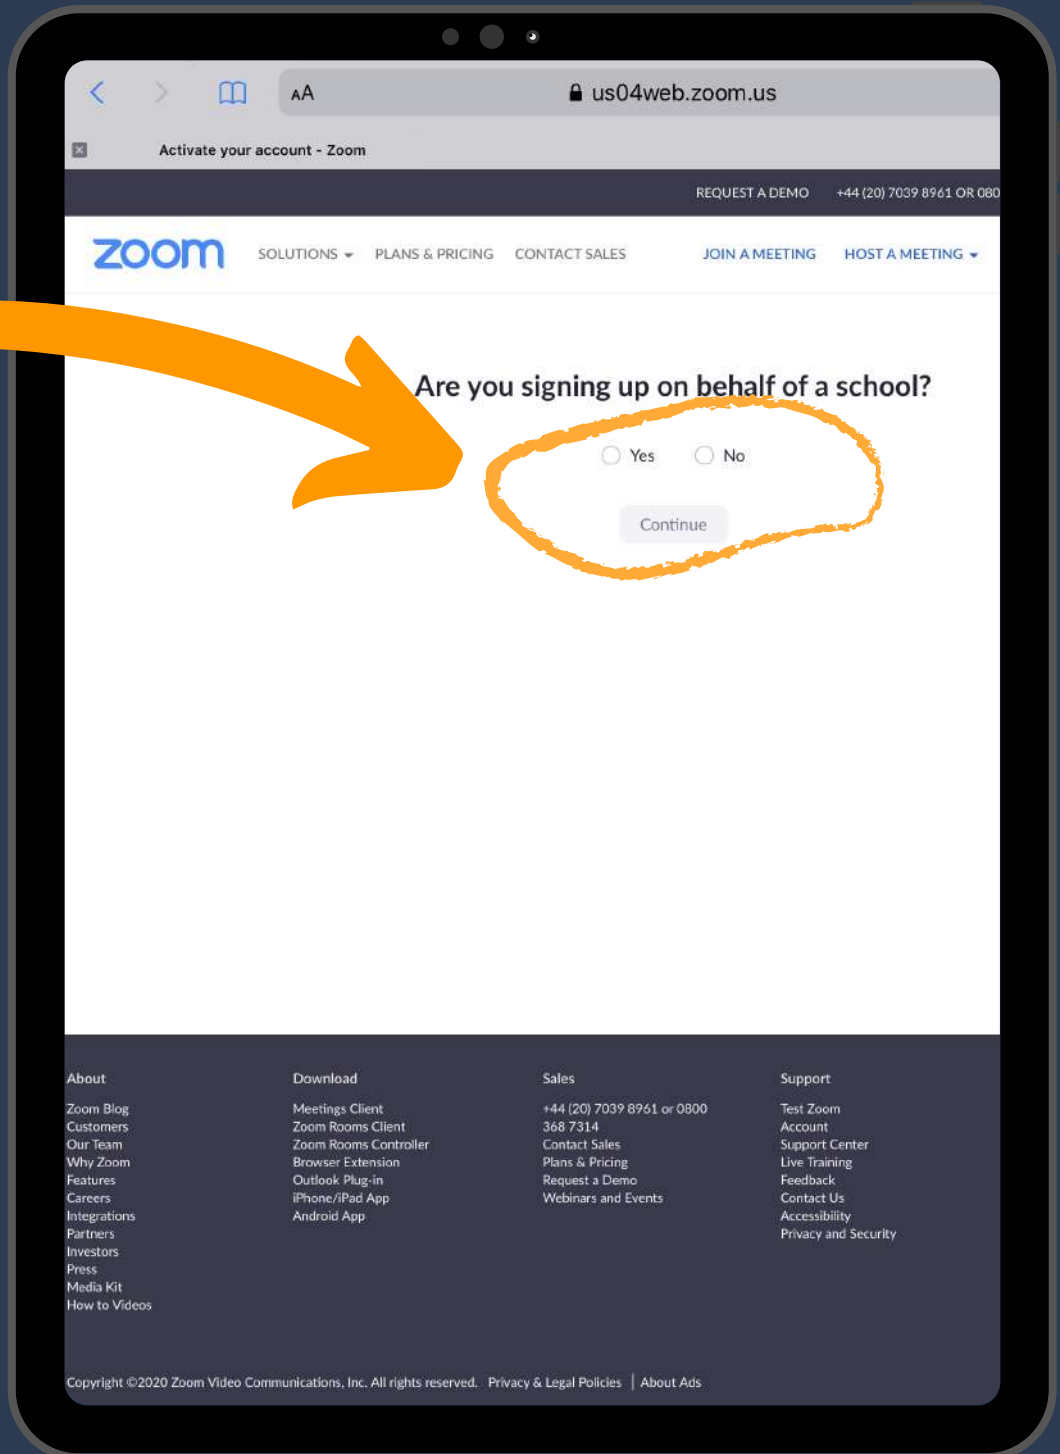 AA us04web.zoom.us
Activate your account - Zoom
REQUEST A DEMO +44 (20) 7039 8961 OR 080
zoom SOLUTIONS PLANS & PRICING CONTACT SALES JOIN A MEETING HOST A MEETING
Are you signing up on behalf of a school?
Yes No
Continue
About
Zoom Blog
Customers
Our Team
Why Zoom
Features
Careers
Integrations
Partners
Investors
Press
Media Kit
How to Videos
Download
Meetings Client
Zoom Rooms Client
Zoom Rooms Controller
Browser Extension
Outlook Plug-in
iPhone/iPad App
Android App
Sales
+44 (20) 7039 8961 or 0800
368 7314
Contact Sales
Plans & Pricing
Request a Demo
Webinars and Events
Support
Test Zoom
Account
Support Center
Live Training
Feedback
Contact Us
Accessibility
Privacy and Security
Copyright ©2020 Zoom Video Communications, Inc. All rights reserved. Privacy & Legal Policies | About Ads